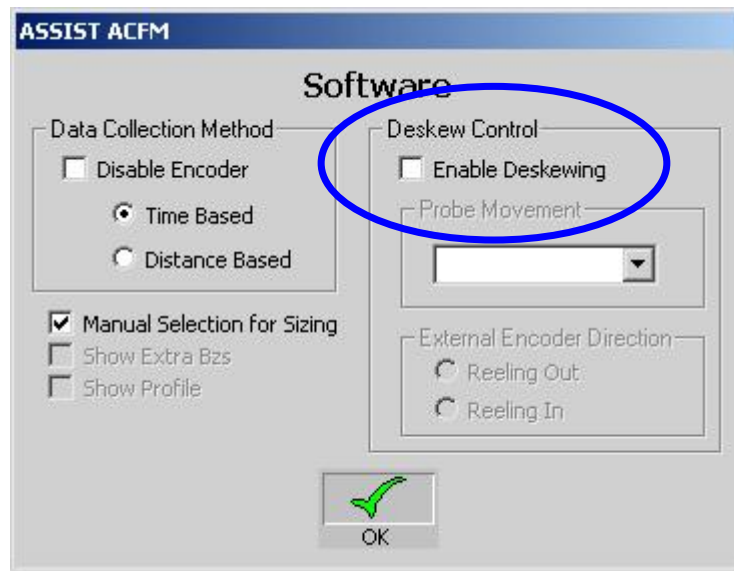 ASSIST ACFM
Software
Data Collection Method
Disable Encoder
Time Based
Distance Based
Manual Selection for Sizing
Show Extra Bzs
Show Profile
Deskew Control
Enable Deskewing
Probe Movement
External Encoder Direction
Reeling Out
Reeling In
OK